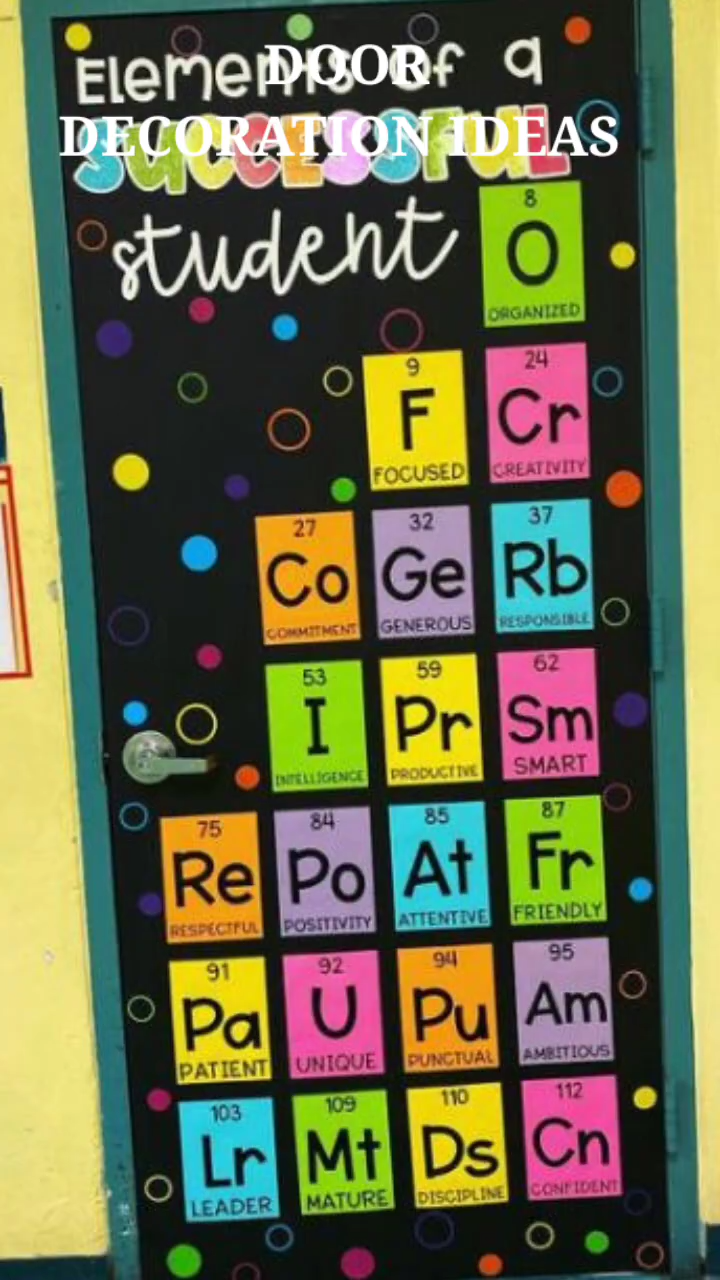 DOOR
DECORATION IDEAS
Elements of a
SUCCESSFUL
student
8
O
ORGANIZED
9
F
FOCUSED
24
Cr
CREATIVITY
27
Co
COMMITMENT
32
Ge
GENEROUS
37
Rb
RESPONSIBLE
53
I
INTELLIGENCE
59
Pr
PRODUCTIVE
62
Sm
SMART
75
Re
RESPECTFUL
84
Po
POSITIVITY
85
At
ATTENTIVE
87
Fr
FRIENDLY
91
Pa
PATIENT
92
U
UNIQUE
94
Pu
PUNCTUAL
95
Am
AMBITIOUS
103
Lr
LEADER
109
Mt
MATURE
110
Ds
DISCIPLINE
112
Cn
CONFIDENT